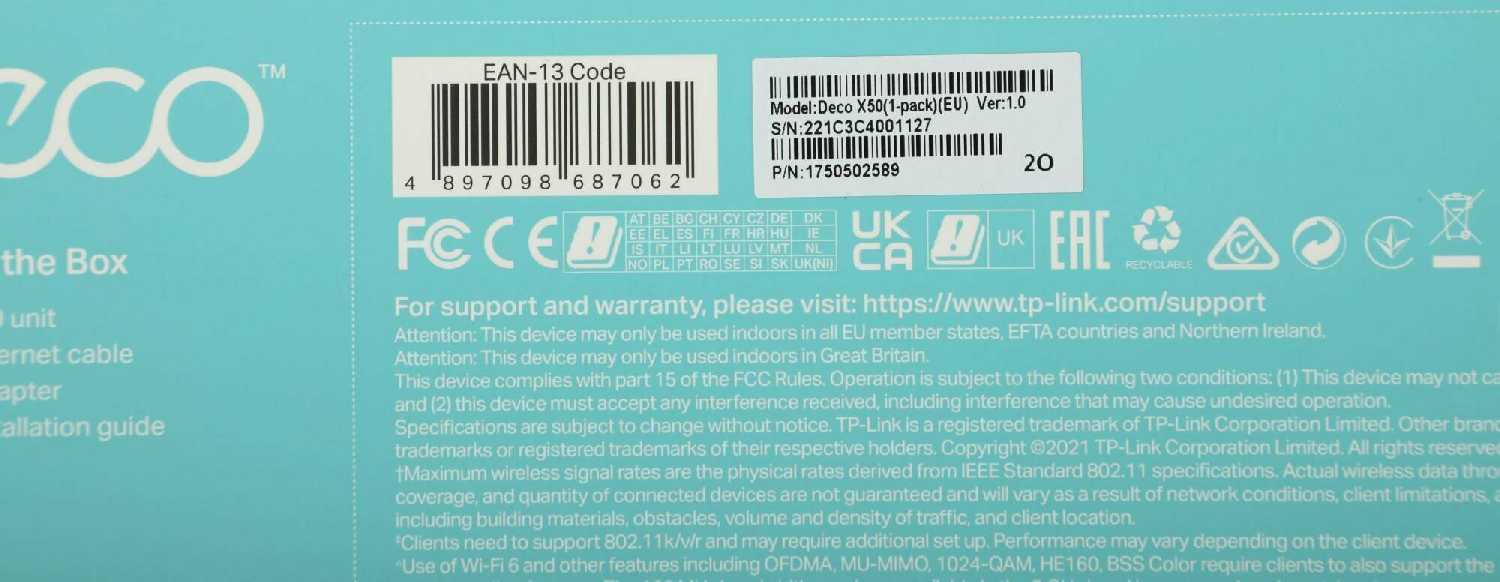 eco™
the Box
unit
ernet cable
apter
allation guide
EAN-13 Code
4 897098 687062
Model:Deco X50(1-pack)(EU) Ver:1.0
S/N:221C3C4001127
P/N:1750502589
20
FC CE
AT BE BG CH CY CZ DE DK
EE EL ES FI FR HR HU IE
IS IT LI LT LU LV MT NL
NO PL PT RO SE SI SK UK(NI)
UK
CA
UK
EAC
RECYCLABLE
For support and warranty, please visit: https://www.tp-link.com/support
Attention: This device may only be used indoors in all EU member states, EFTA countries and Northern Ireland.
Attention: This device may only be used indoors in Great Britain.
This device complies with part 15 of the FCC Rules. Operation is subject to the following two conditions: (1) This device may not ca
and (2) this device must accept any interference received, including interference that may cause undesired operation.
Specifications are subject to change without notice. TP-Link is a registered trademark of TP-Link Corporation Limited. Other brand
trademarks or registered trademarks of their respective holders. Copyright ©2021 TP-Link Corporation Limited. All rights reserved
†Maximum wireless signal rates are the physical rates derived from IEEE Standard 802.11 specifications. Actual wireless data throu
coverage, and quantity of connected devices are not guaranteed and will vary as a result of network conditions, client limitations, a
including building materials, obstacles, volume and density of traffic, and client location.
‡Clients need to support 802.11k/v/r and may require additional set up. Performance may vary depending on the client device.
Use of Wi-Fi 6 and other features including OFDMA, MU-MIMO, 1024-QAM, HE160, BSS Color require clients to also support the